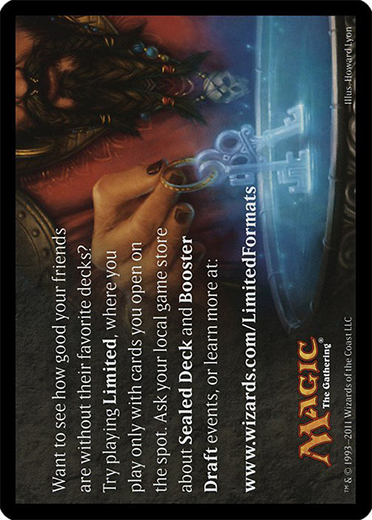 Want to see how good your friends
are without their favorite decks?
Try playing Limited, where you
play only with cards you open on
the spot. Ask your local game store
about Sealed Deck and Booster
Draft events, or learn more at:
www.wizards.com/LimitedFormats
MAGIC
The Gathering®
™ & © 1993–2011 Wizards of the Coast LLC
Illus. Howard Lyon